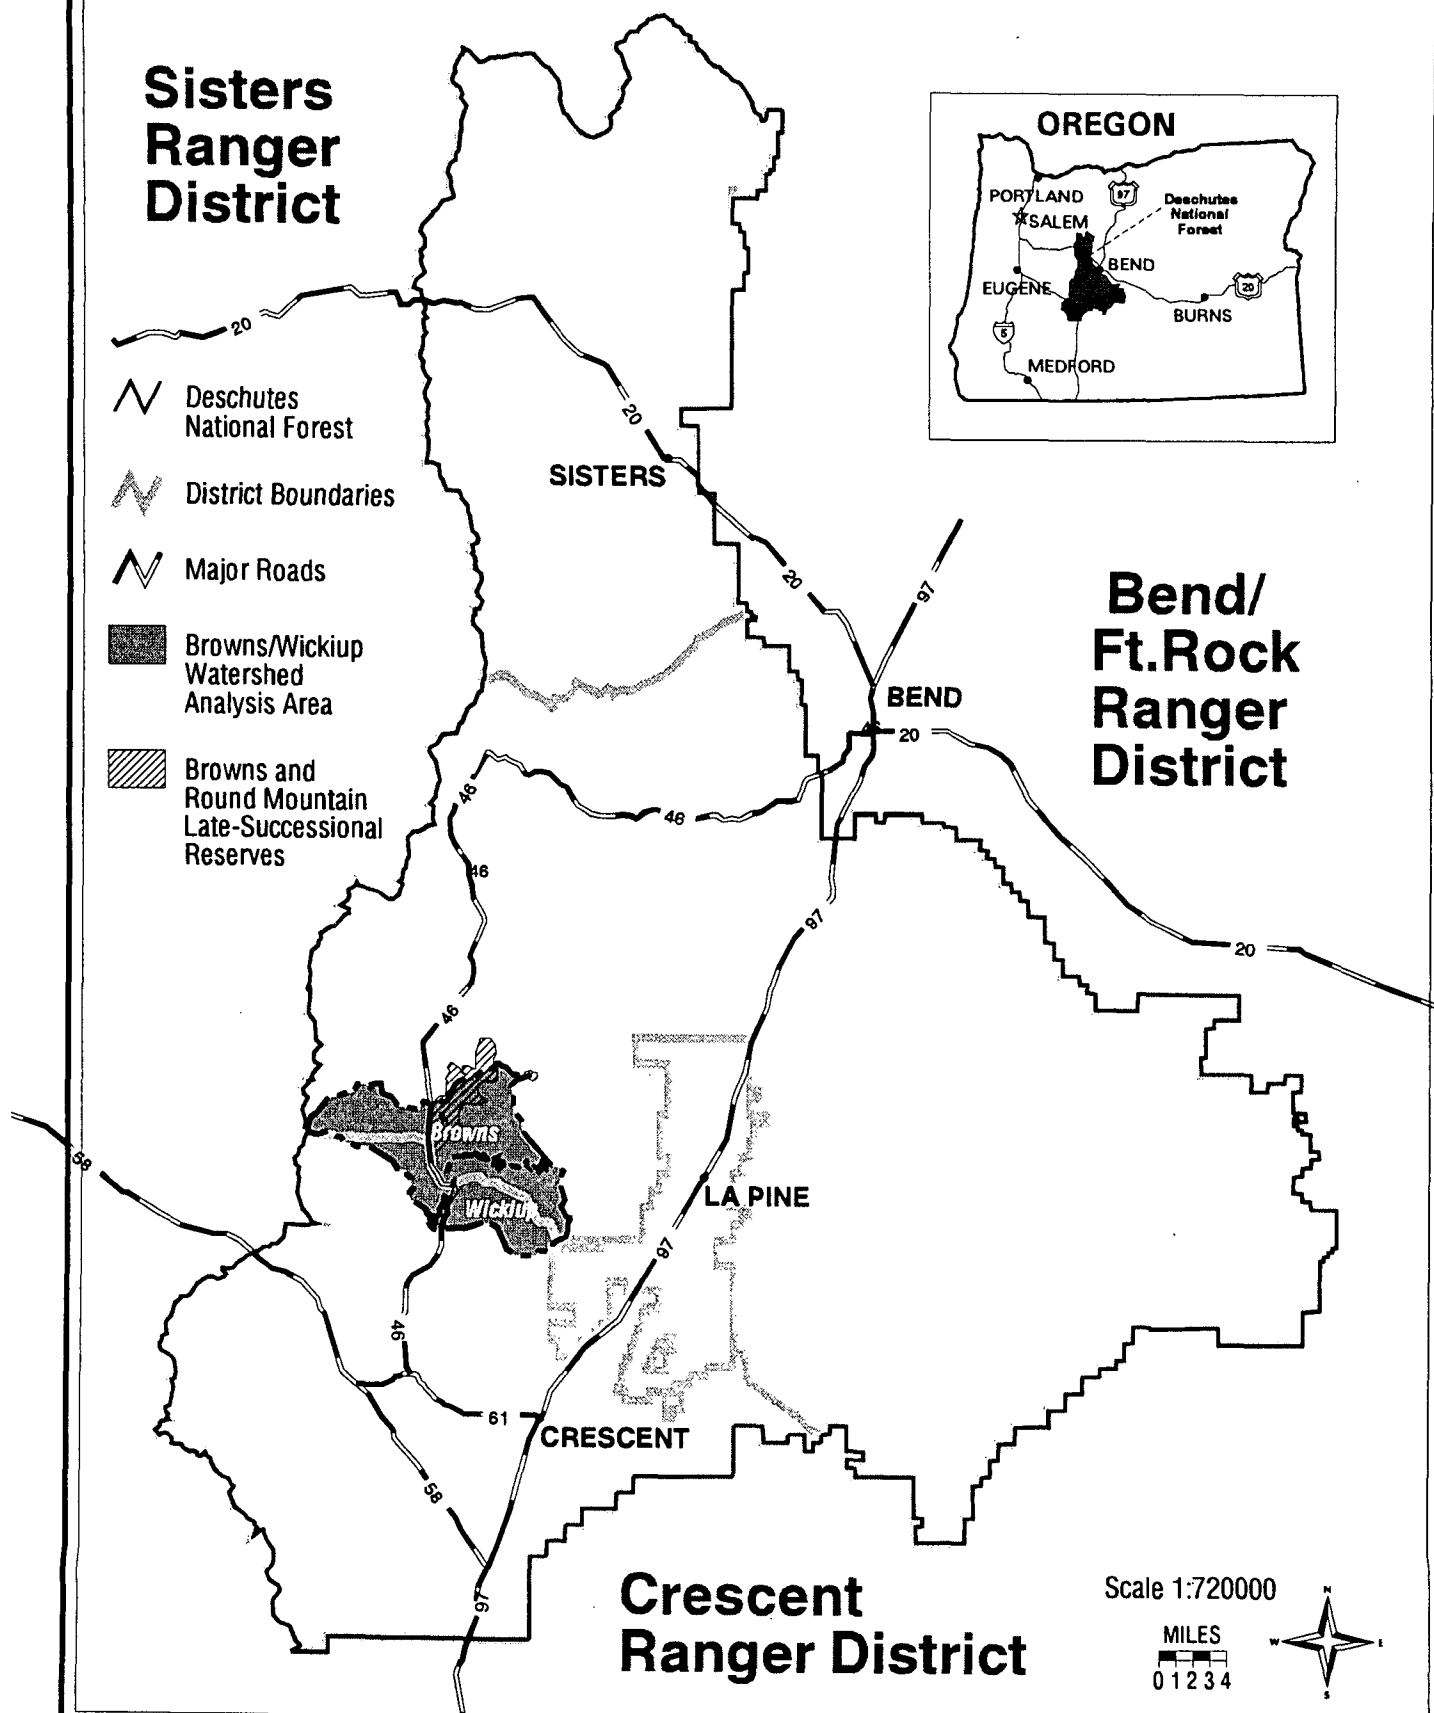 Sisters
Ranger
District
OREGON
PORTLAND
97
SALEM
Deschutes
National
Forest
BEND
EUGENE
20
BURNS
5
MEDFORD
20
Deschutes
National Forest
20
SISTERS
District Boundaries
Major Roads
20
97
Bend/
Ft.Rock
Ranger
District
Browns/Wickiup
Watershed
Analysis Area
BEND
46
20
Browns and
Round Mountain
Late-Successional
Reserves
46
46
46
97
20
46
Browns
58
LA PINE
Wickiup
97
46
61
CRESCENT
58
97
Crescent
Ranger District
Scale 1:720000
MILES
0 1 2 3 4
N
W
E
S